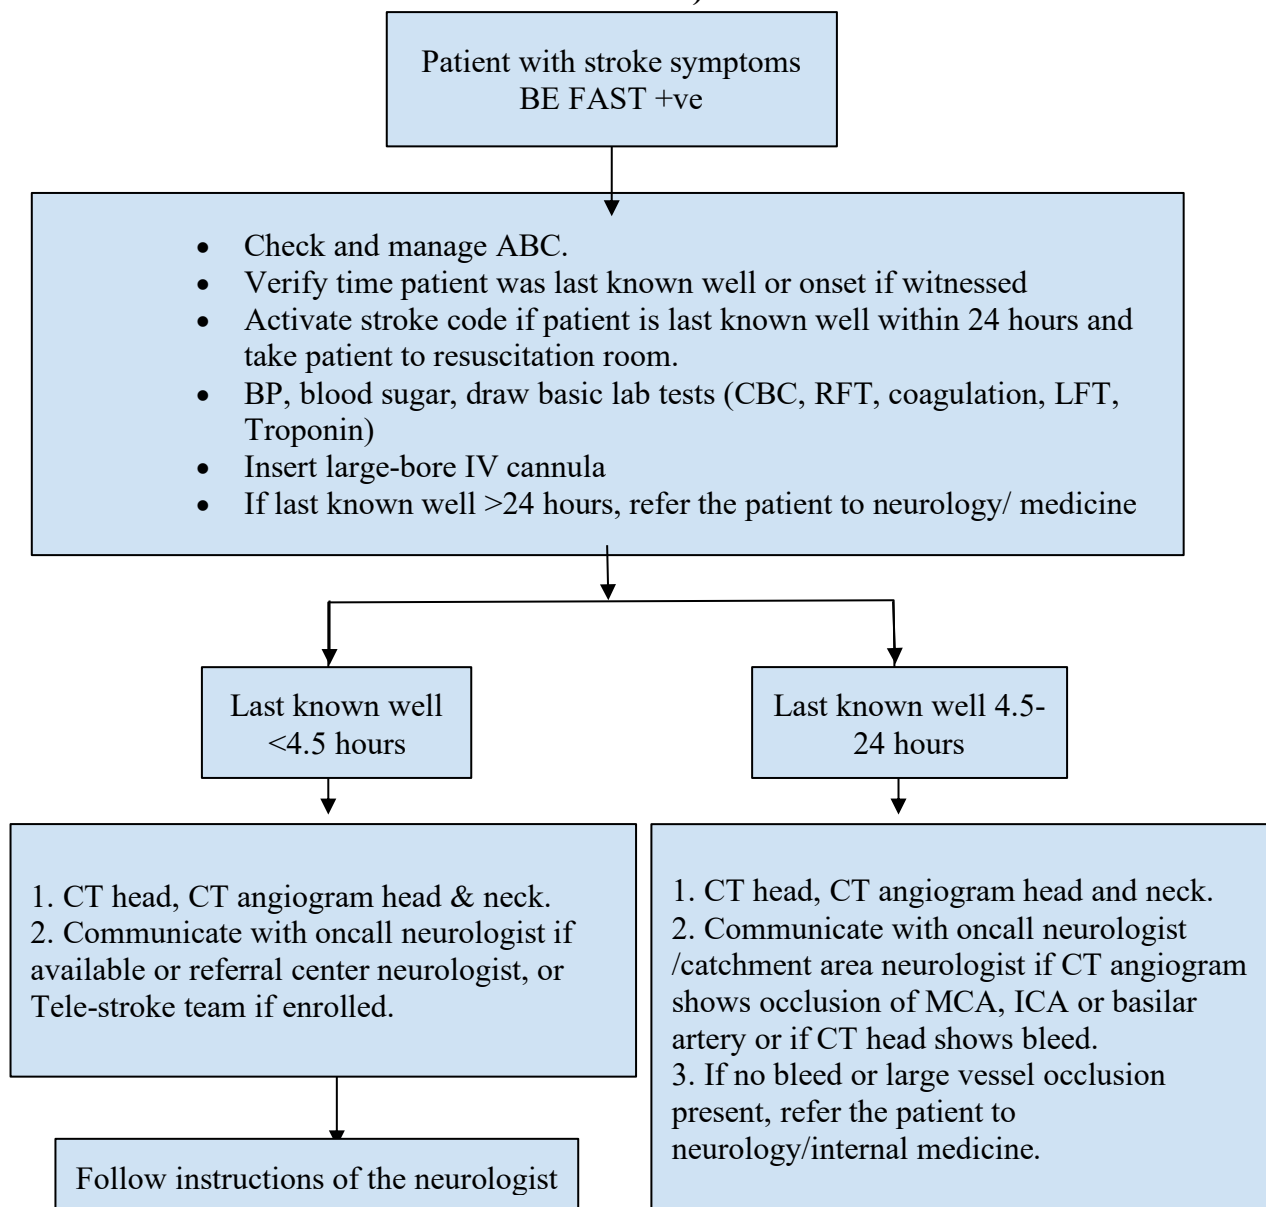 Patient with stroke symptoms
BE FAST +ve
• Check and manage ABC.
• Verify time patient was last known well or onset if witnessed
• Activate stroke code if patient is last known well within 24 hours and
take patient to resuscitation room.
• BP, blood sugar, draw basic lab tests (CBC, RFT, coagulation, LFT,
Troponin)
• Insert large-bore IV cannula
• If last known well >24 hours, refer the patient to neurology/ medicine
Last known well
<4.5 hours
Last known well 4.5-
24 hours
1. CT head, CT angiogram head & neck.
2. Communicate with oncall neurologist if
available or referral center neurologist, or
Tele-stroke team if enrolled.
1. CT head, CT angiogram head and neck.
2. Communicate with oncall neurologist
/catchment area neurologist if CT angiogram
shows occlusion of MCA, ICA or basilar
artery or if CT head shows bleed.
3. If no bleed or large vessel occlusion
present, refer the patient to
neurology/internal medicine.
Follow instructions of the neurologist